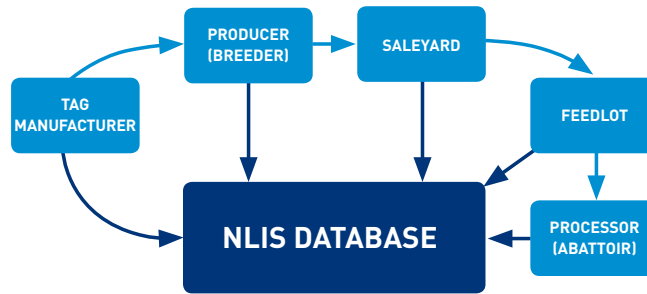 TAG
MANUFACTURER
PRODUCER
(BREEDER)
SALEYARD
FEEDLOT
PROCESSOR
(ABATTOIR)
NLIS DATABASE